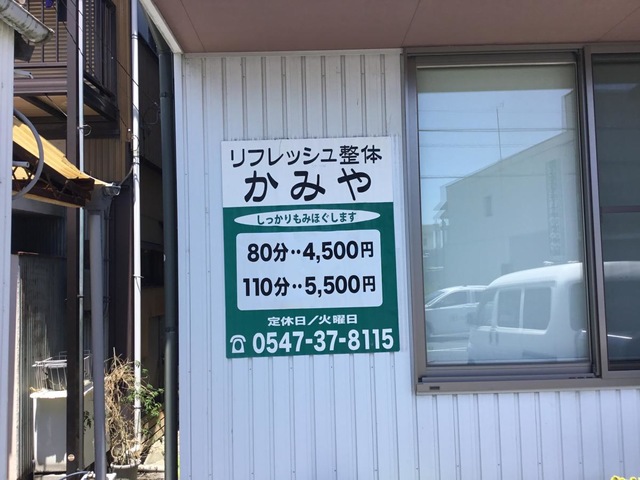 リフレッシュ整体
かみや
しっかりもみほぐします
80分‥4,500円
110分‥5,500円
定休日/火曜日
☎0547-37-8115